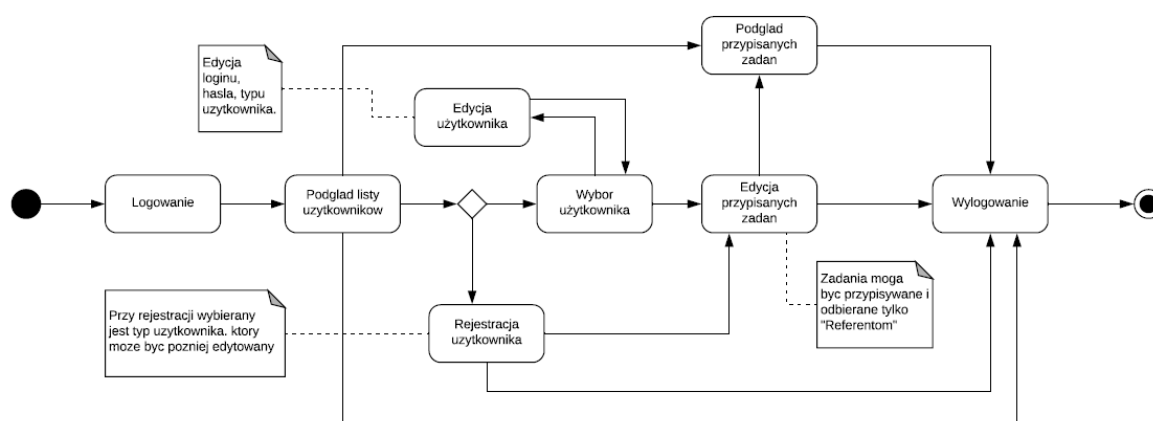 Podglad
przypisanych
zadan
Edycja
loginu,
hasla, typu
uzytkownika.
Edycja
użytkownika
Logowanie
Podglad listy
uzytkownikow
Wybor
użytkownika
Edycja
przypisanych
zadan
Wylogowanie
Przy rejestracji wybierany
jest typ uzytkownika. ktory
moze byc pozniej edytowany
Rejestracja
uzytkownika
Zadania moga
byc przypisywane i
odbierane tylko
"Referentom"